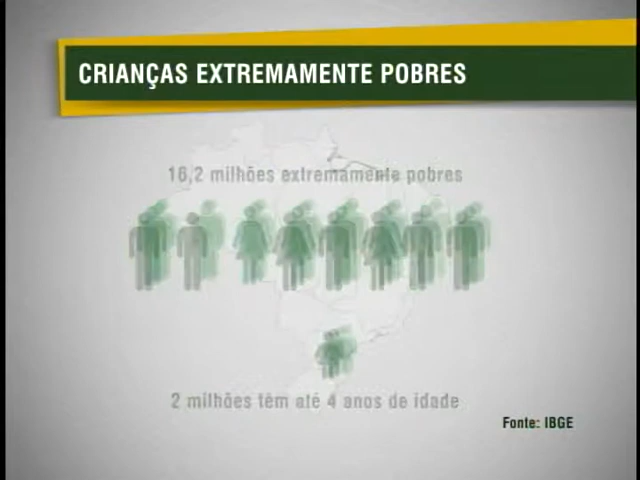 CRIANÇAS EXTREMAMENTE POBRES
16,2 milhões extremamente pobres
2 milhões têm até 4 anos de idade
Fonte: IBGE